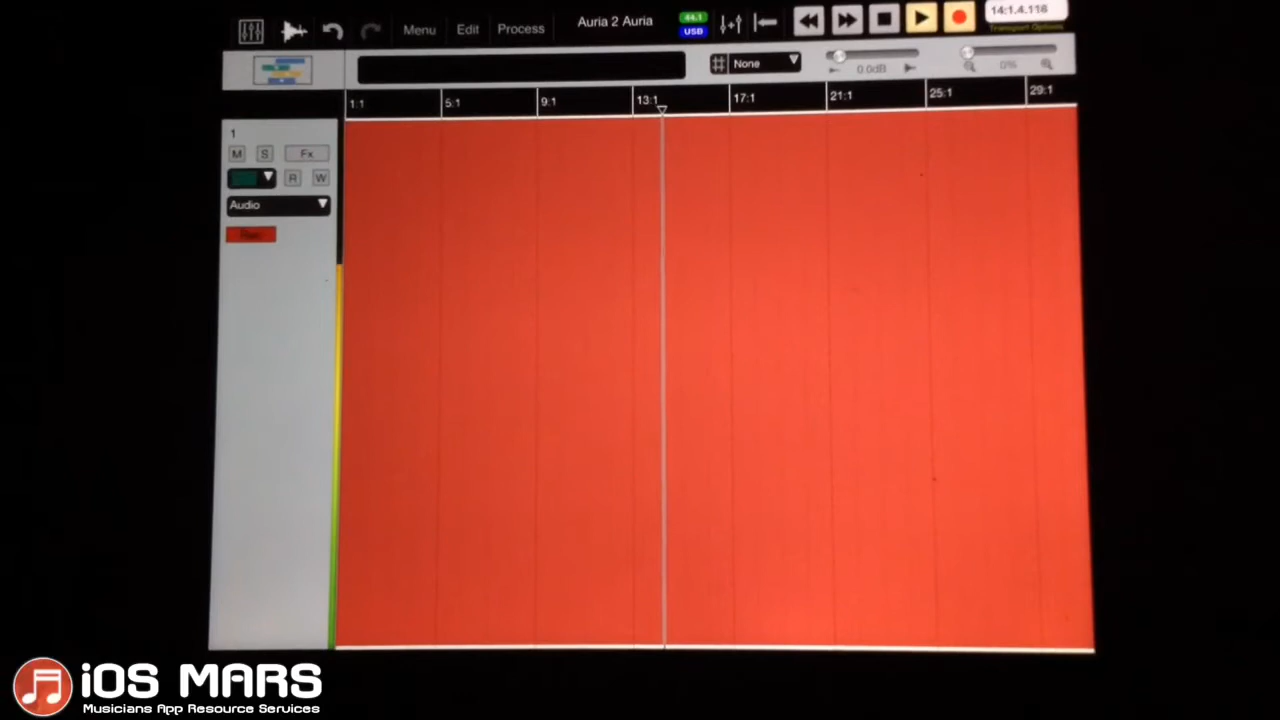 Menu Edit Process Auria 2 Auria 44.1 USB 14:1.4.116
Transport Options
None 0.0dB 0%
1:1 5:1 9:1 13:1 17:1 21:1 25:1 29:1
1
M S Fx
R W
Audio
Rec
iOS MARS
Musicians App Resource Services